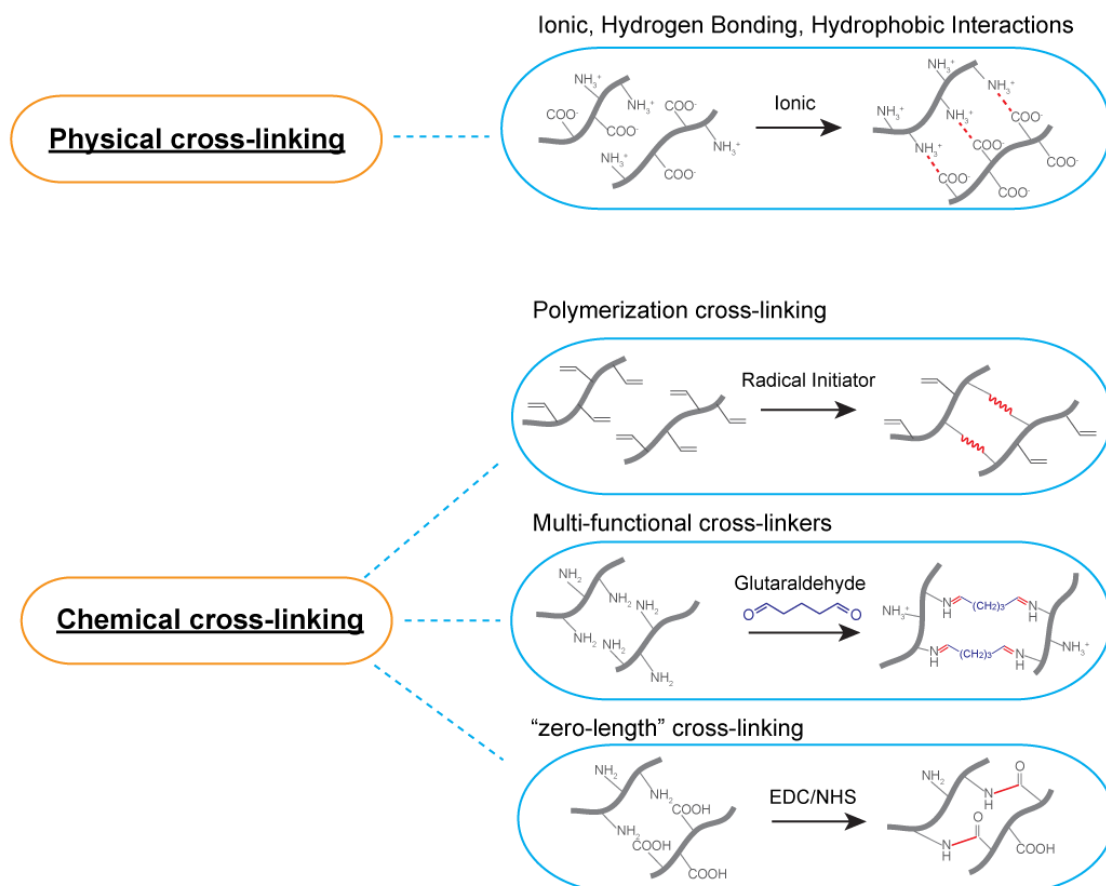 Ionic, Hydrogen Bonding, Hydrophobic Interactions
Physical cross-linking
NH₃⁺
NH₃⁺
COO⁻
COO⁻
COO⁻
NH₃⁺
NH₃⁺
COO⁻
Ionic
NH₃⁺
NH₃⁺
NH₃⁺
NH₃⁺
NH₃⁺
COO⁻
COO⁻
COO⁻
COO⁻
COO⁻
Polymerization cross-linking
Radical Initiator
Multi-functional cross-linkers
Chemical cross-linking
NH₂
NH₂
NH₂
NH₂
NH₂
NH₂
Glutaraldehyde
O
O
NH₃⁺
N
H
(CH2)3
N
H
N
H
(CH2)3
N
H
NH₃⁺
“zero-length” cross-linking
NH₂
NH₂
NH₂
COOH
COOH
COOH
EDC/NHS
NH₂
N
H
O
N
H
O
COOH